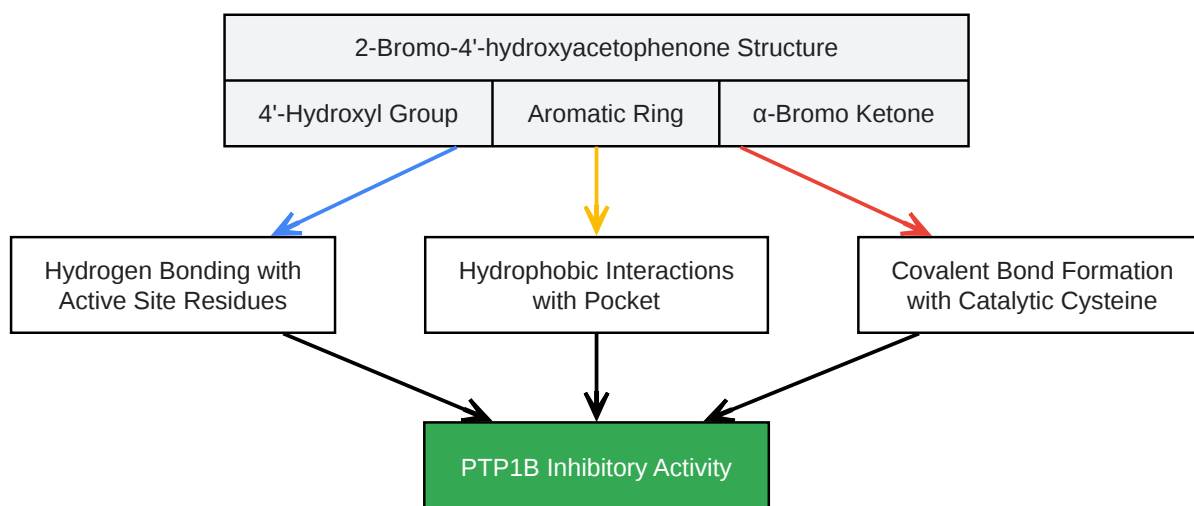 2-Bromo-4'-hydroxyacetophenone Structure
4'-Hydroxyl Group
Aromatic Ring
α-Bromo Ketone
Hydrogen Bonding with
Active Site Residues
Hydrophobic Interactions
with Pocket
Covalent Bond Formation
with Catalytic Cysteine
PTP1B Inhibitory Activity